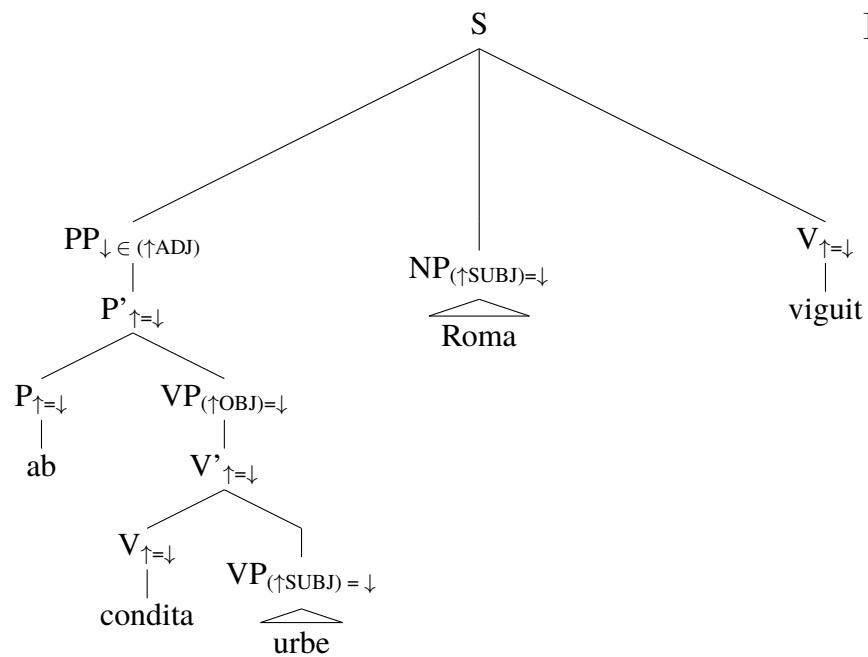 S
PP↓ ∈ (↑ADJ)
NP(↑SUBJ)=↓
V↑=↓
P'↑=↓
Roma
viguit
P↑=↓
VP(↑OBJ)=↓
ab
V'↑=↓
V↑=↓
VP(↑SUBJ) = ↓
condita
urbe